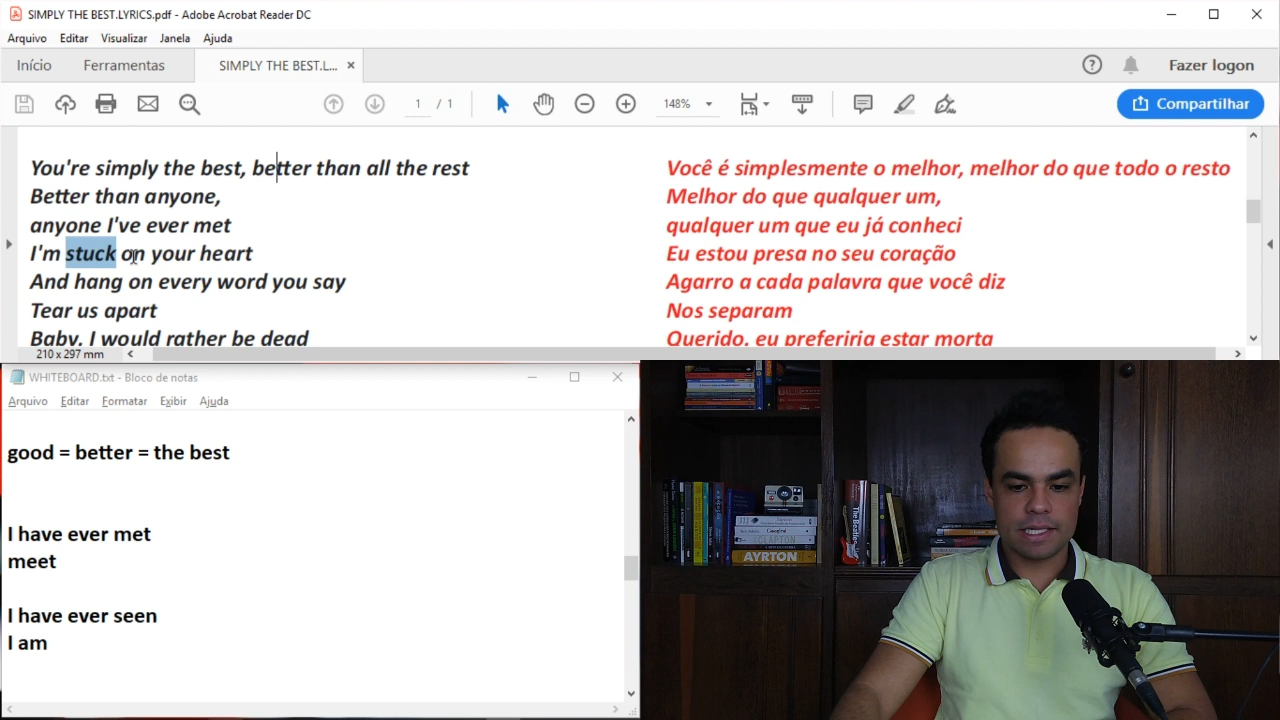 SIMPLY THE BEST.LYRICS.pdf - Adobe Acrobat Reader DC
Arquivo Editar Visualizar Janela Ajuda
Início Ferramentas SIMPLY THE BEST.L... × Fazer logon
1 / 1 148% Compartilhar
You're simply the best, better than all the rest
Better than anyone,
anyone I've ever met
I'm stuck on your heart
And hang on every word you say
Tear us apart
Baby, I would rather be dead
Você é simplesmente o melhor, melhor do que todo o resto
Melhor do que qualquer um,
qualquer um que eu já conheci
Eu estou presa no seu coração
Agarro a cada palavra que você diz
Nos separam
Querido, eu preferiria estar morta
210 x 297 mm
WHITEBOARD.txt - Bloco de notas
Arquivo Editar Formatar Exibir Ajuda
good = better = the best
I have ever met
meet
I have ever seen
I am
The Beatles
CLAPTON
AYRTON